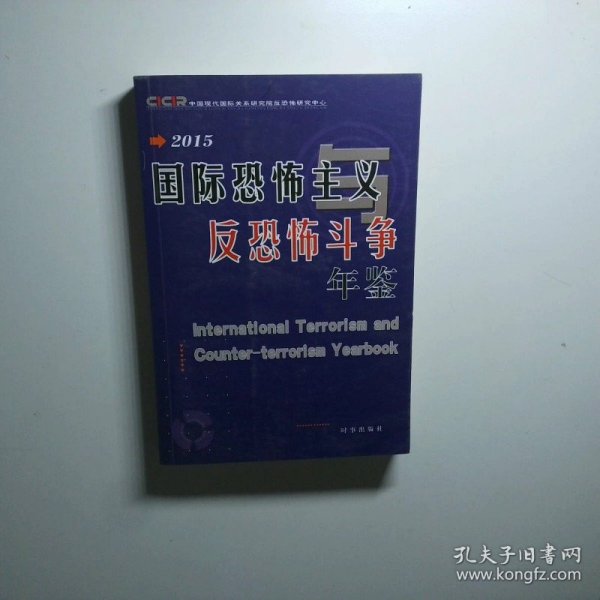 CICIR 中国现代国际关系研究院反恐怖研究中心
2015
国际恐怖主义
与
反恐怖斗争
年鉴
International Terrorism and
Counter-terrorism Yearbook
时事出版社
孔夫子旧书网
www.kongfz.com